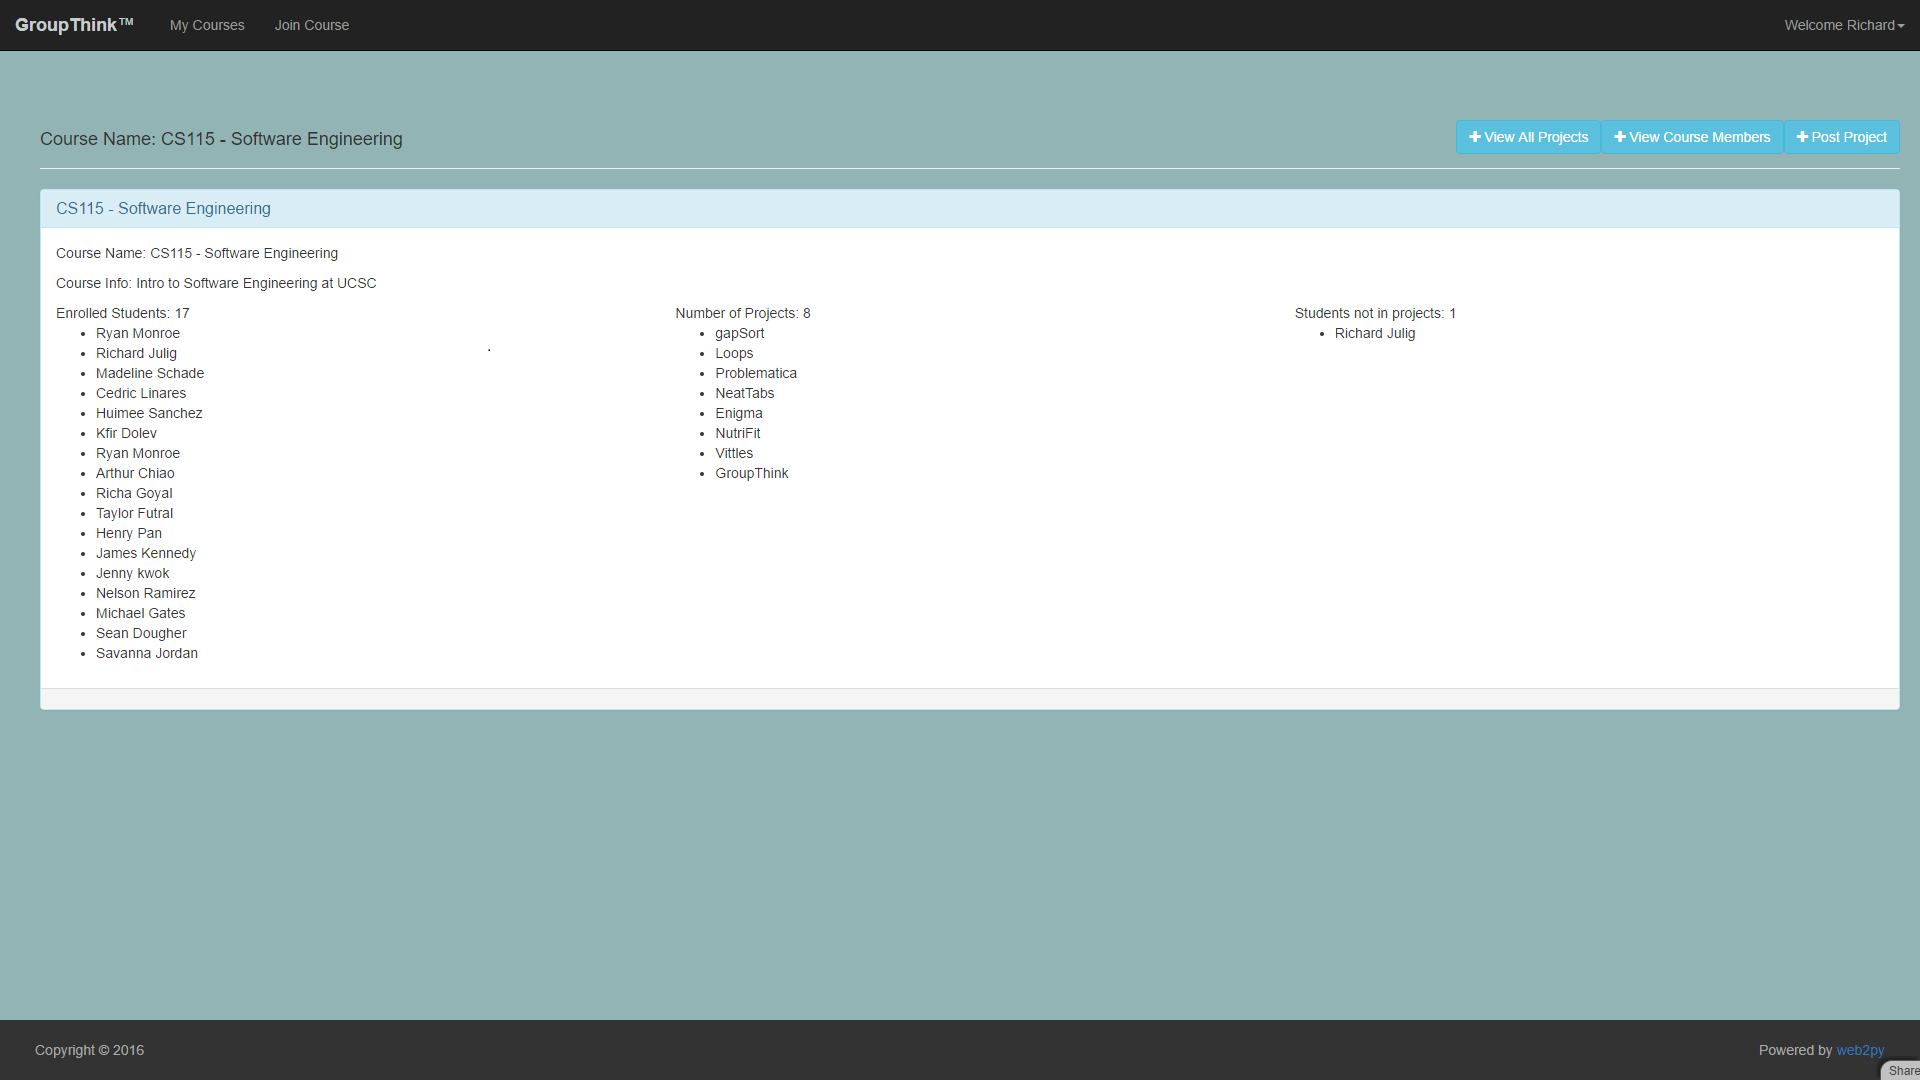 GroupThink™ My Courses Join Course Welcome Richard
Course Name: CS115 - Software Engineering
View All Projects View Course Members Post Project
CS115 - Software Engineering
Course Name: CS115 - Software Engineering
Course Info: Intro to Software Engineering at UCSC
Enrolled Students: 17
Ryan Monroe
Richard Julig
Madeline Schade
Cedric Linares
Huimee Sanchez
Kfir Dolev
Ryan Monroe
Arthur Chiao
Richa Goyal
Taylor Futral
Henry Pan
James Kennedy
Jenny kwok
Nelson Ramirez
Michael Gates
Sean Dougher
Savanna Jordan
Number of Projects: 8
gapSort
Loops
Problematica
NeatTabs
Enigma
NutriFit
Vittles
GroupThink
Students not in projects: 1
Richard Julig
Copyright © 2016
Powered by web2py
Share